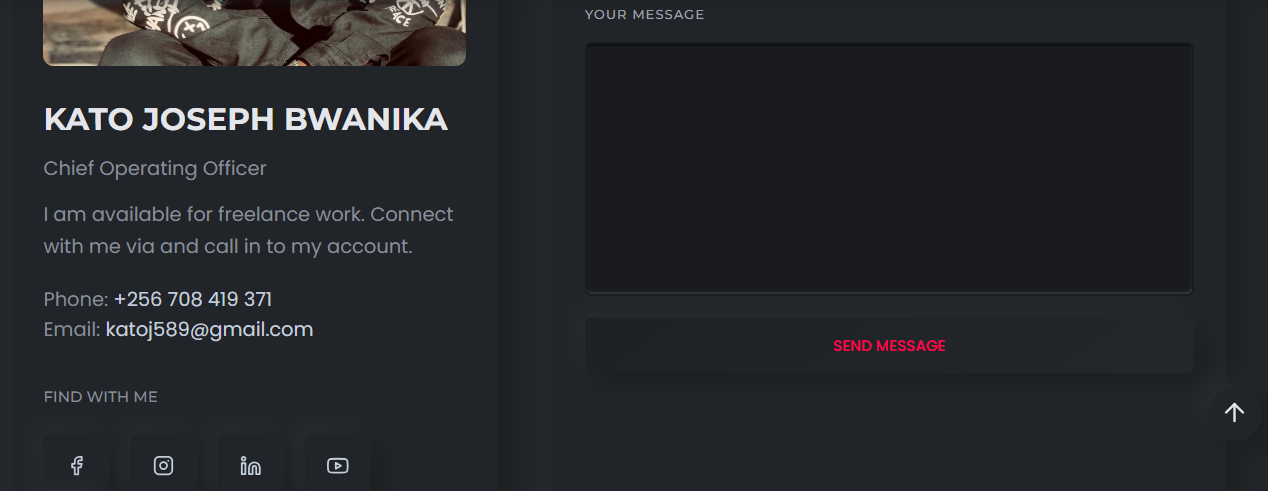 KATO JOSEPH BWANIKA
Chief Operating Officer
I am available for freelance work. Connect
with me via and call in to my account.
Phone: +256 708 419 371
Email: katoj589@gmail.com
FIND WITH ME
YOUR MESSAGE
SEND MESSAGE